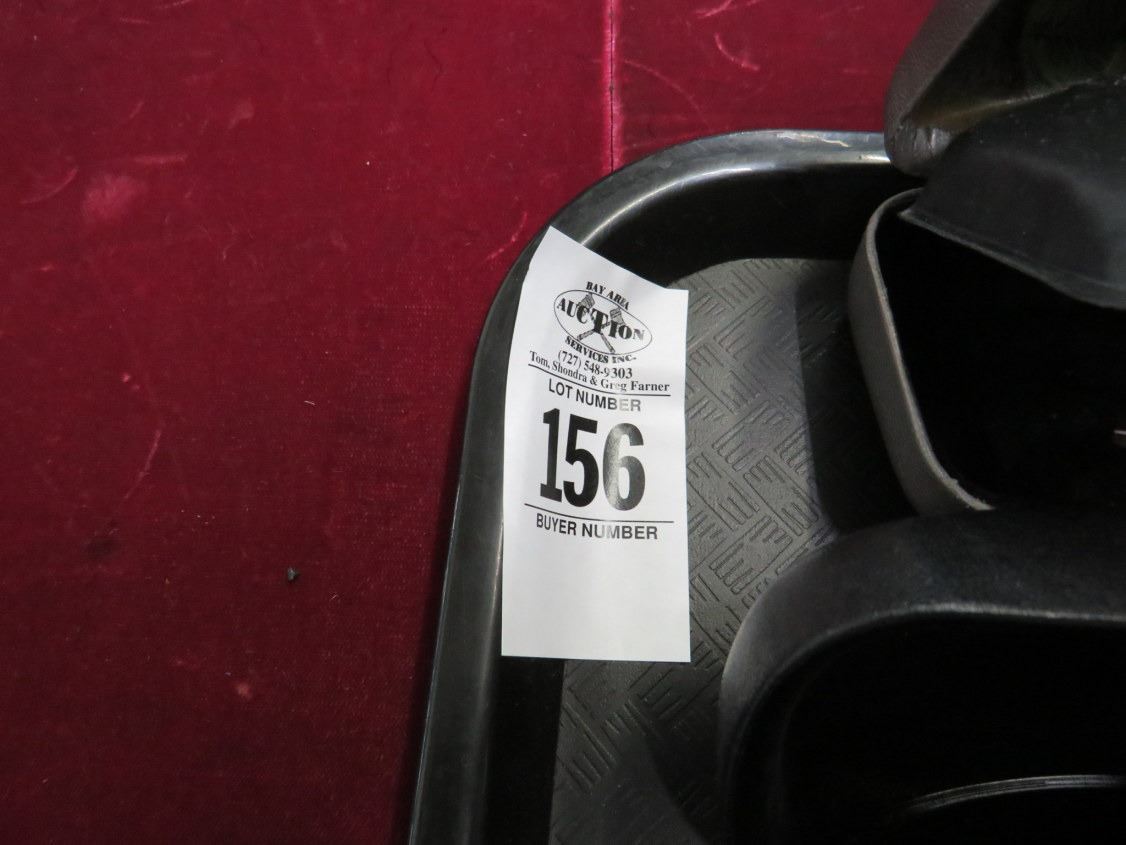 BAY AREA
AUCTION
SERVICES INC.
(727) 548-9303
Tom, Shondra & Greg Farner
LOT NUMBER
156
BUYER NUMBER